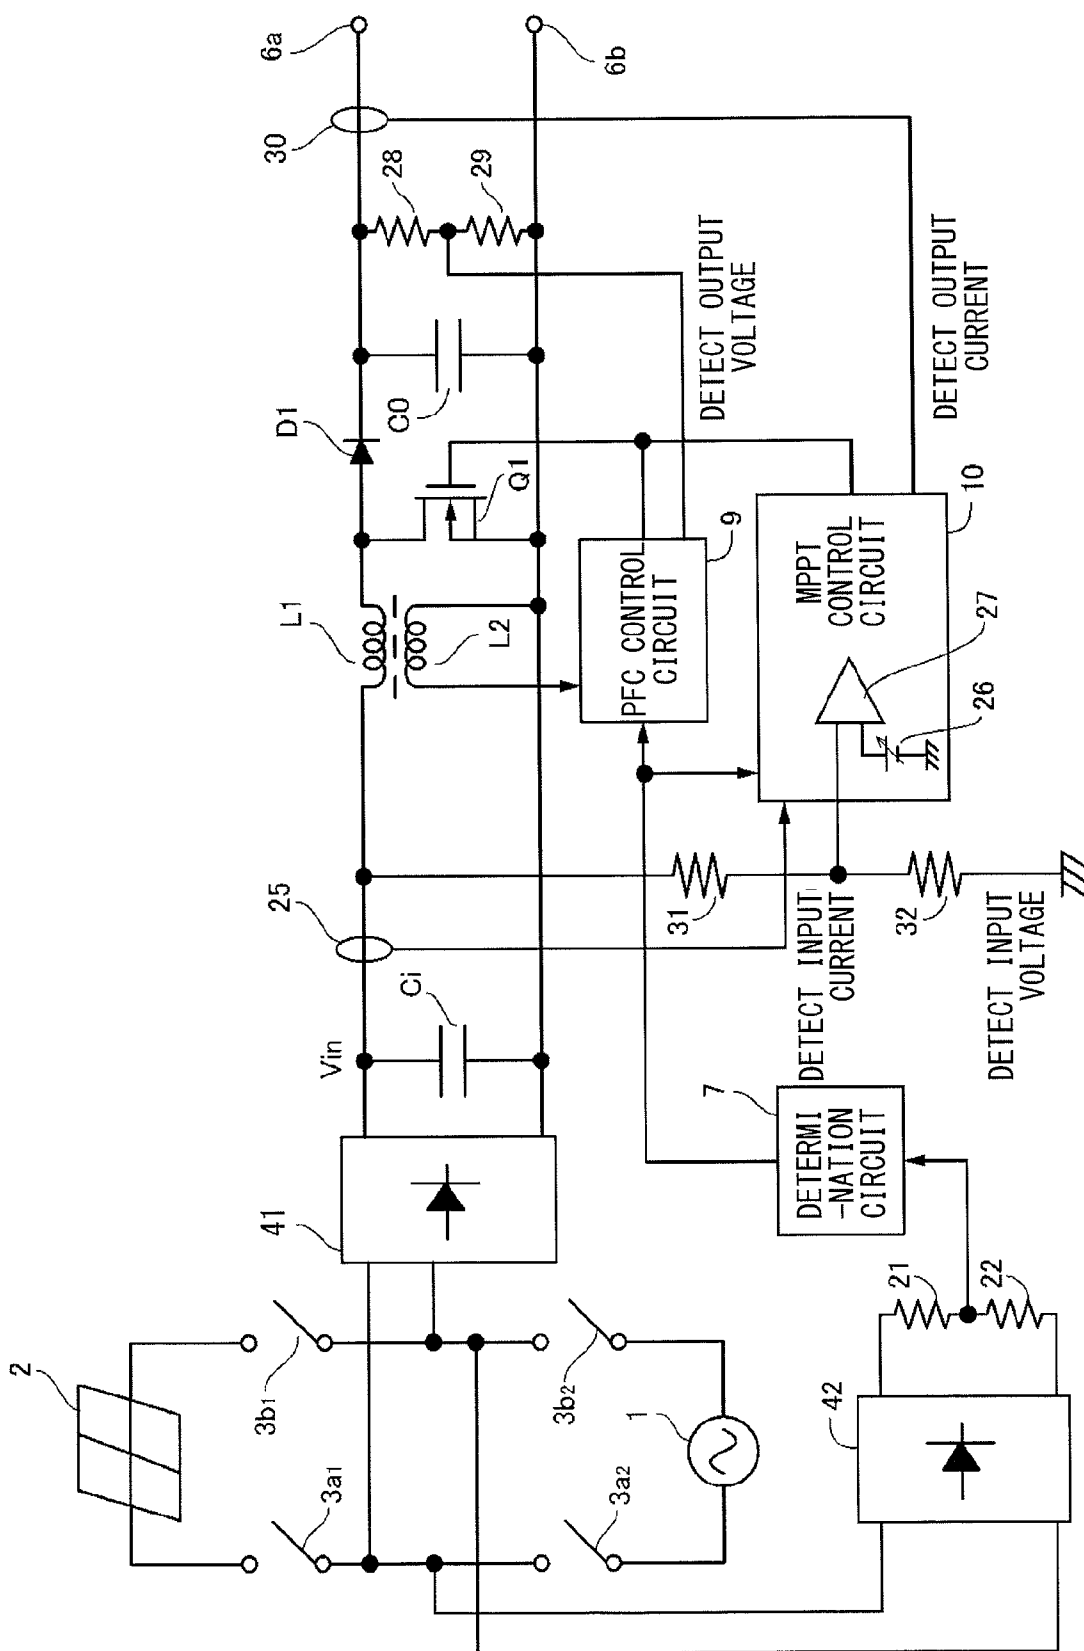 2
3a1
3b1
3a2
3b2
1
41
42
21
22
7
DETERMI
-NATION
CIRCUIT
Vin
Ci
25
31
32
DETECT INPUT
CURRENT
DETECT INPUT
VOLTAGE
L1
L2
D1
Q1
C0
PFC CONTROL
CIRCUIT
9
MPPT
CONTROL
CIRCUIT
10
27
26
28
29
30
6a
6b
DETECT OUTPUT
VOLTAGE
DETECT OUTPUT
CURRENT